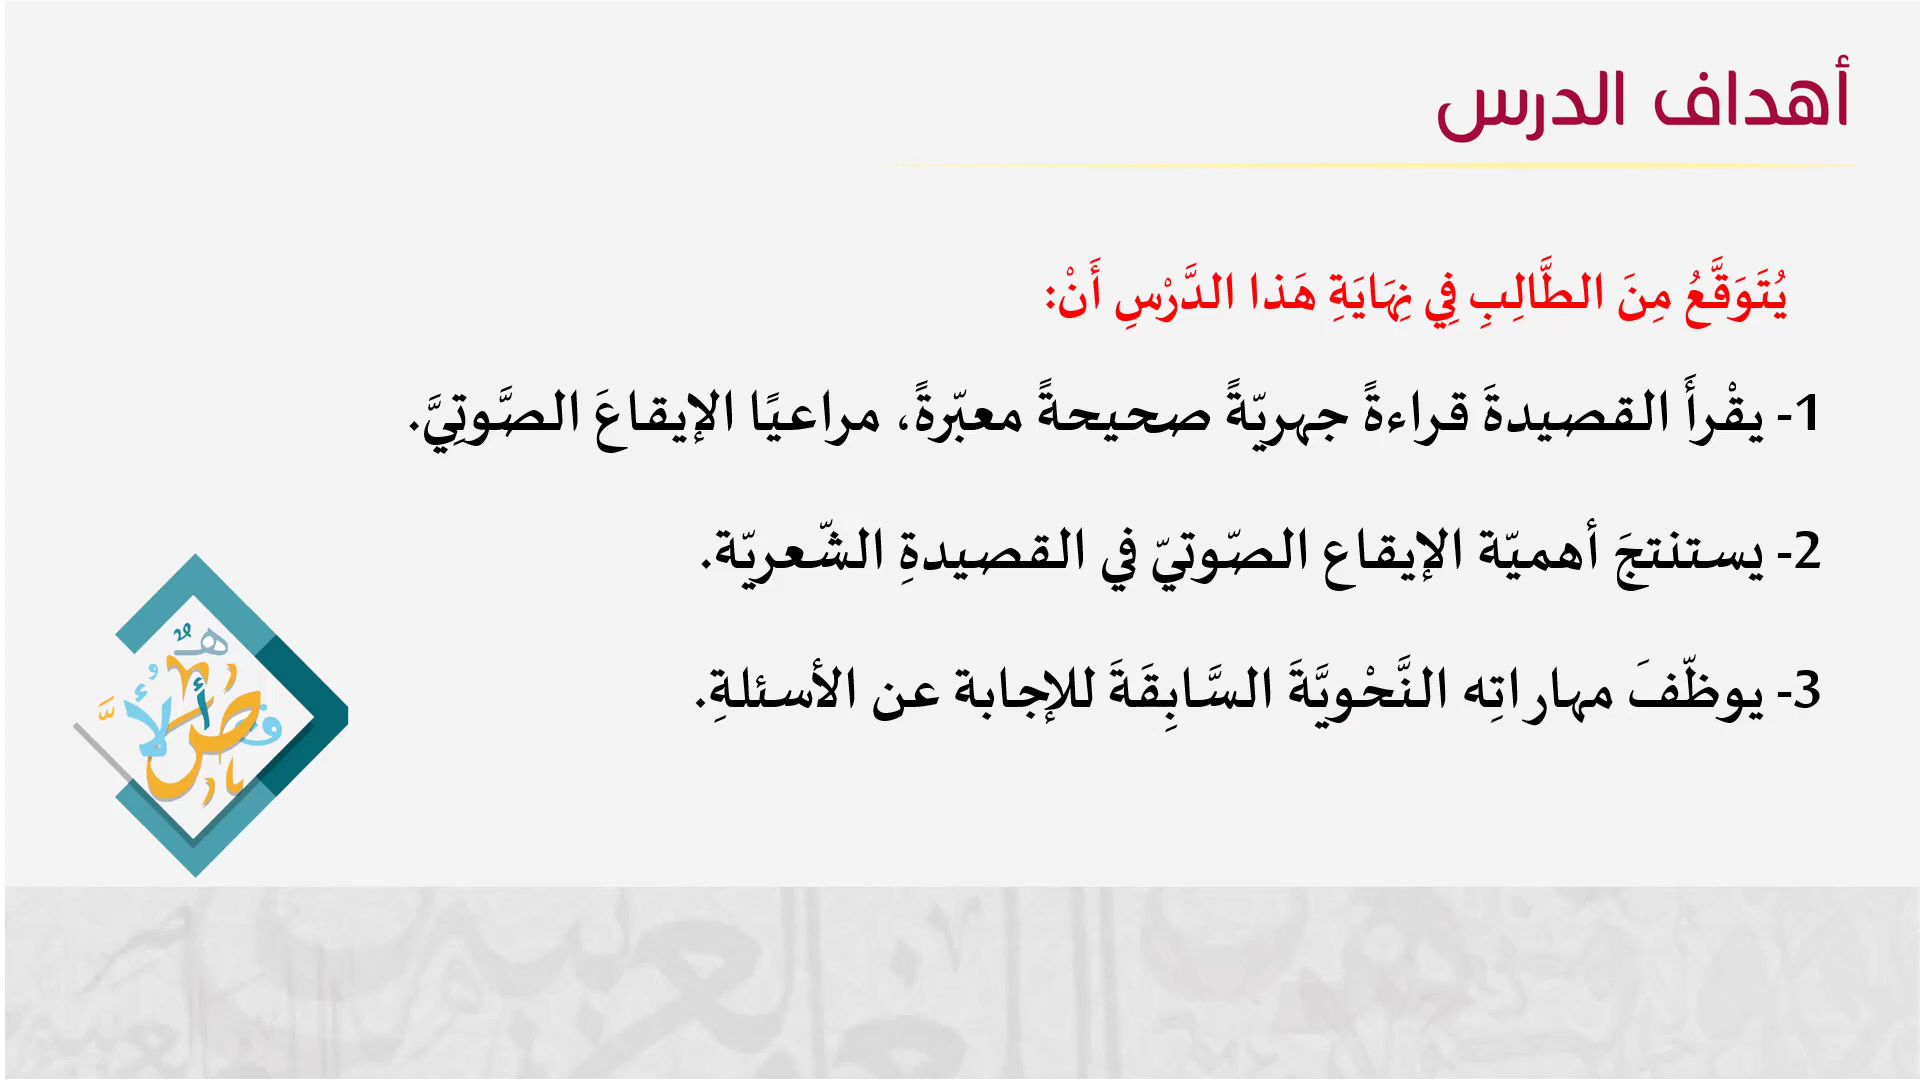 أهداف الدرس
يُتَوَقَّعُ مِنَ الطَّالِبِ فِي نِهَايَةِ هَذا الدَّرْسِ أَنْ:
1- يقْرأَ القصيدةَ قراءةً جهريّةً صحيحةً معبّرةً، مراعيًا الإيقاعَ الصَّوتِيَّ.
2- يستنتجَ أهميّة الإيقاع الصّوتيّ في القصيدةِ الشّعريّة.
3- يوظّفَ مهاراتِه النَّحْويَّةَ السَّابِقَةَ للإجابة عن الأسئلةِ.